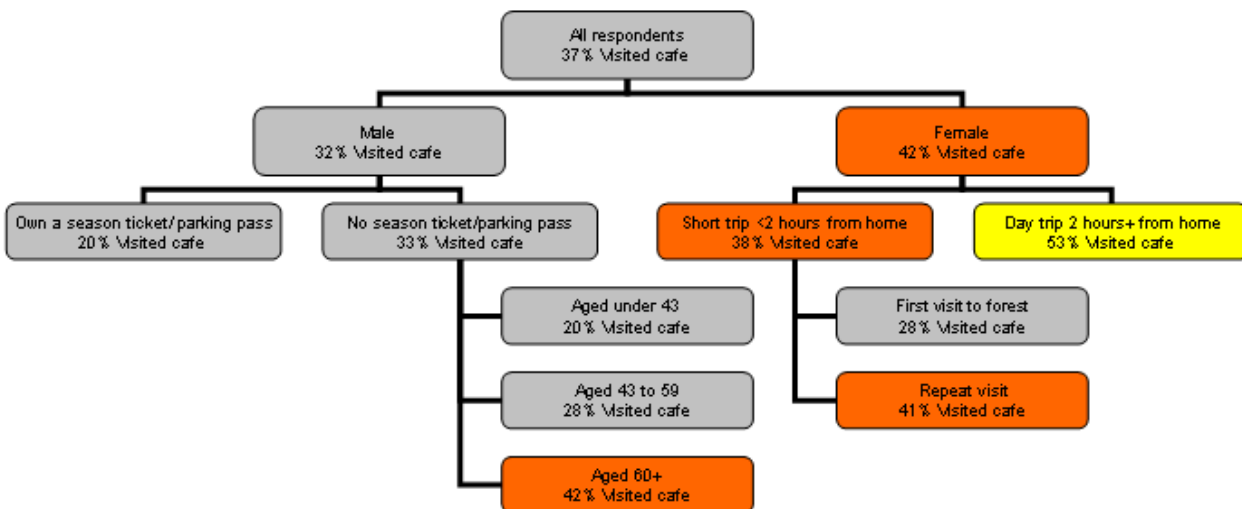 All respondents
37% Visited cafe
Male
32% Visited cafe
Female
42% Visited cafe
Own a season ticket/parking pass
20% Visited cafe
No season ticket/parking pass
33% Visited cafe
Short trip <2 hours from home
38% Visited cafe
Day trip 2 hours+ from home
53% Visited cafe
Aged under 43
20% Visited cafe
First visit to forest
28% Visited cafe
Aged 43 to 59
28% Visited cafe
Repeat visit
41% Visited cafe
Aged 60+
42% Visited cafe